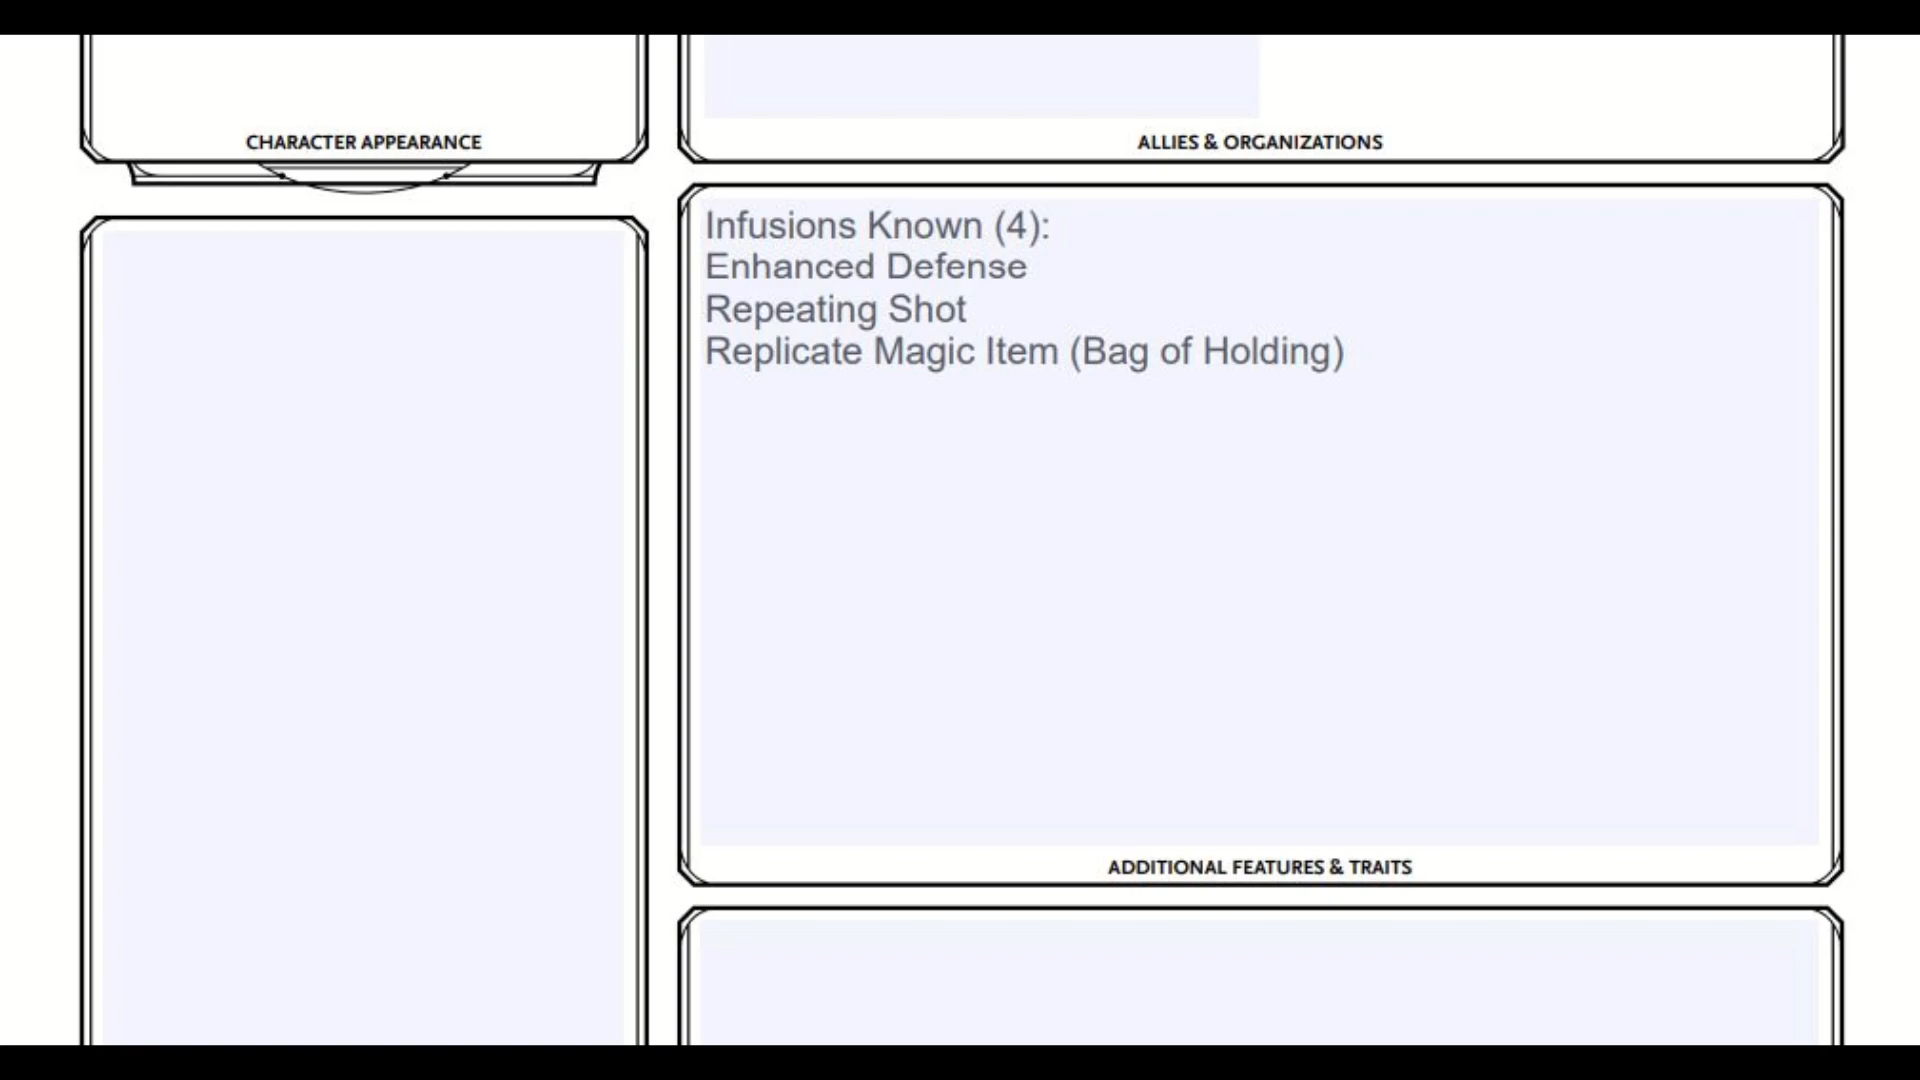 CHARACTER APPEARANCE
ALLIES & ORGANIZATIONS
Infusions Known (4):
Enhanced Defense
Repeating Shot
Replicate Magic Item (Bag of Holding)
ADDITIONAL FEATURES & TRAITS